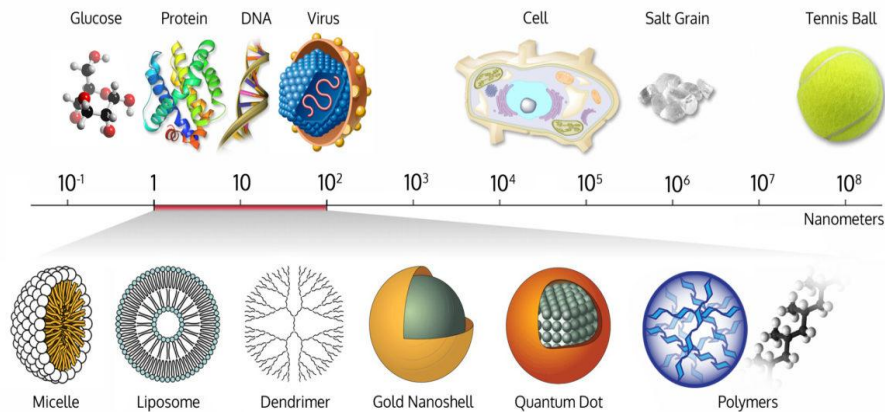 Glucose Protein DNA Virus Cell Salt Grain Tennis Ball
10⁻¹ 1 10 10² 10³ 10⁴ 10⁵ 10⁶ 10⁷ 10⁸
Nanometers
Micelle Liposome Dendrimer Gold Nanoshell Quantum Dot Polymers